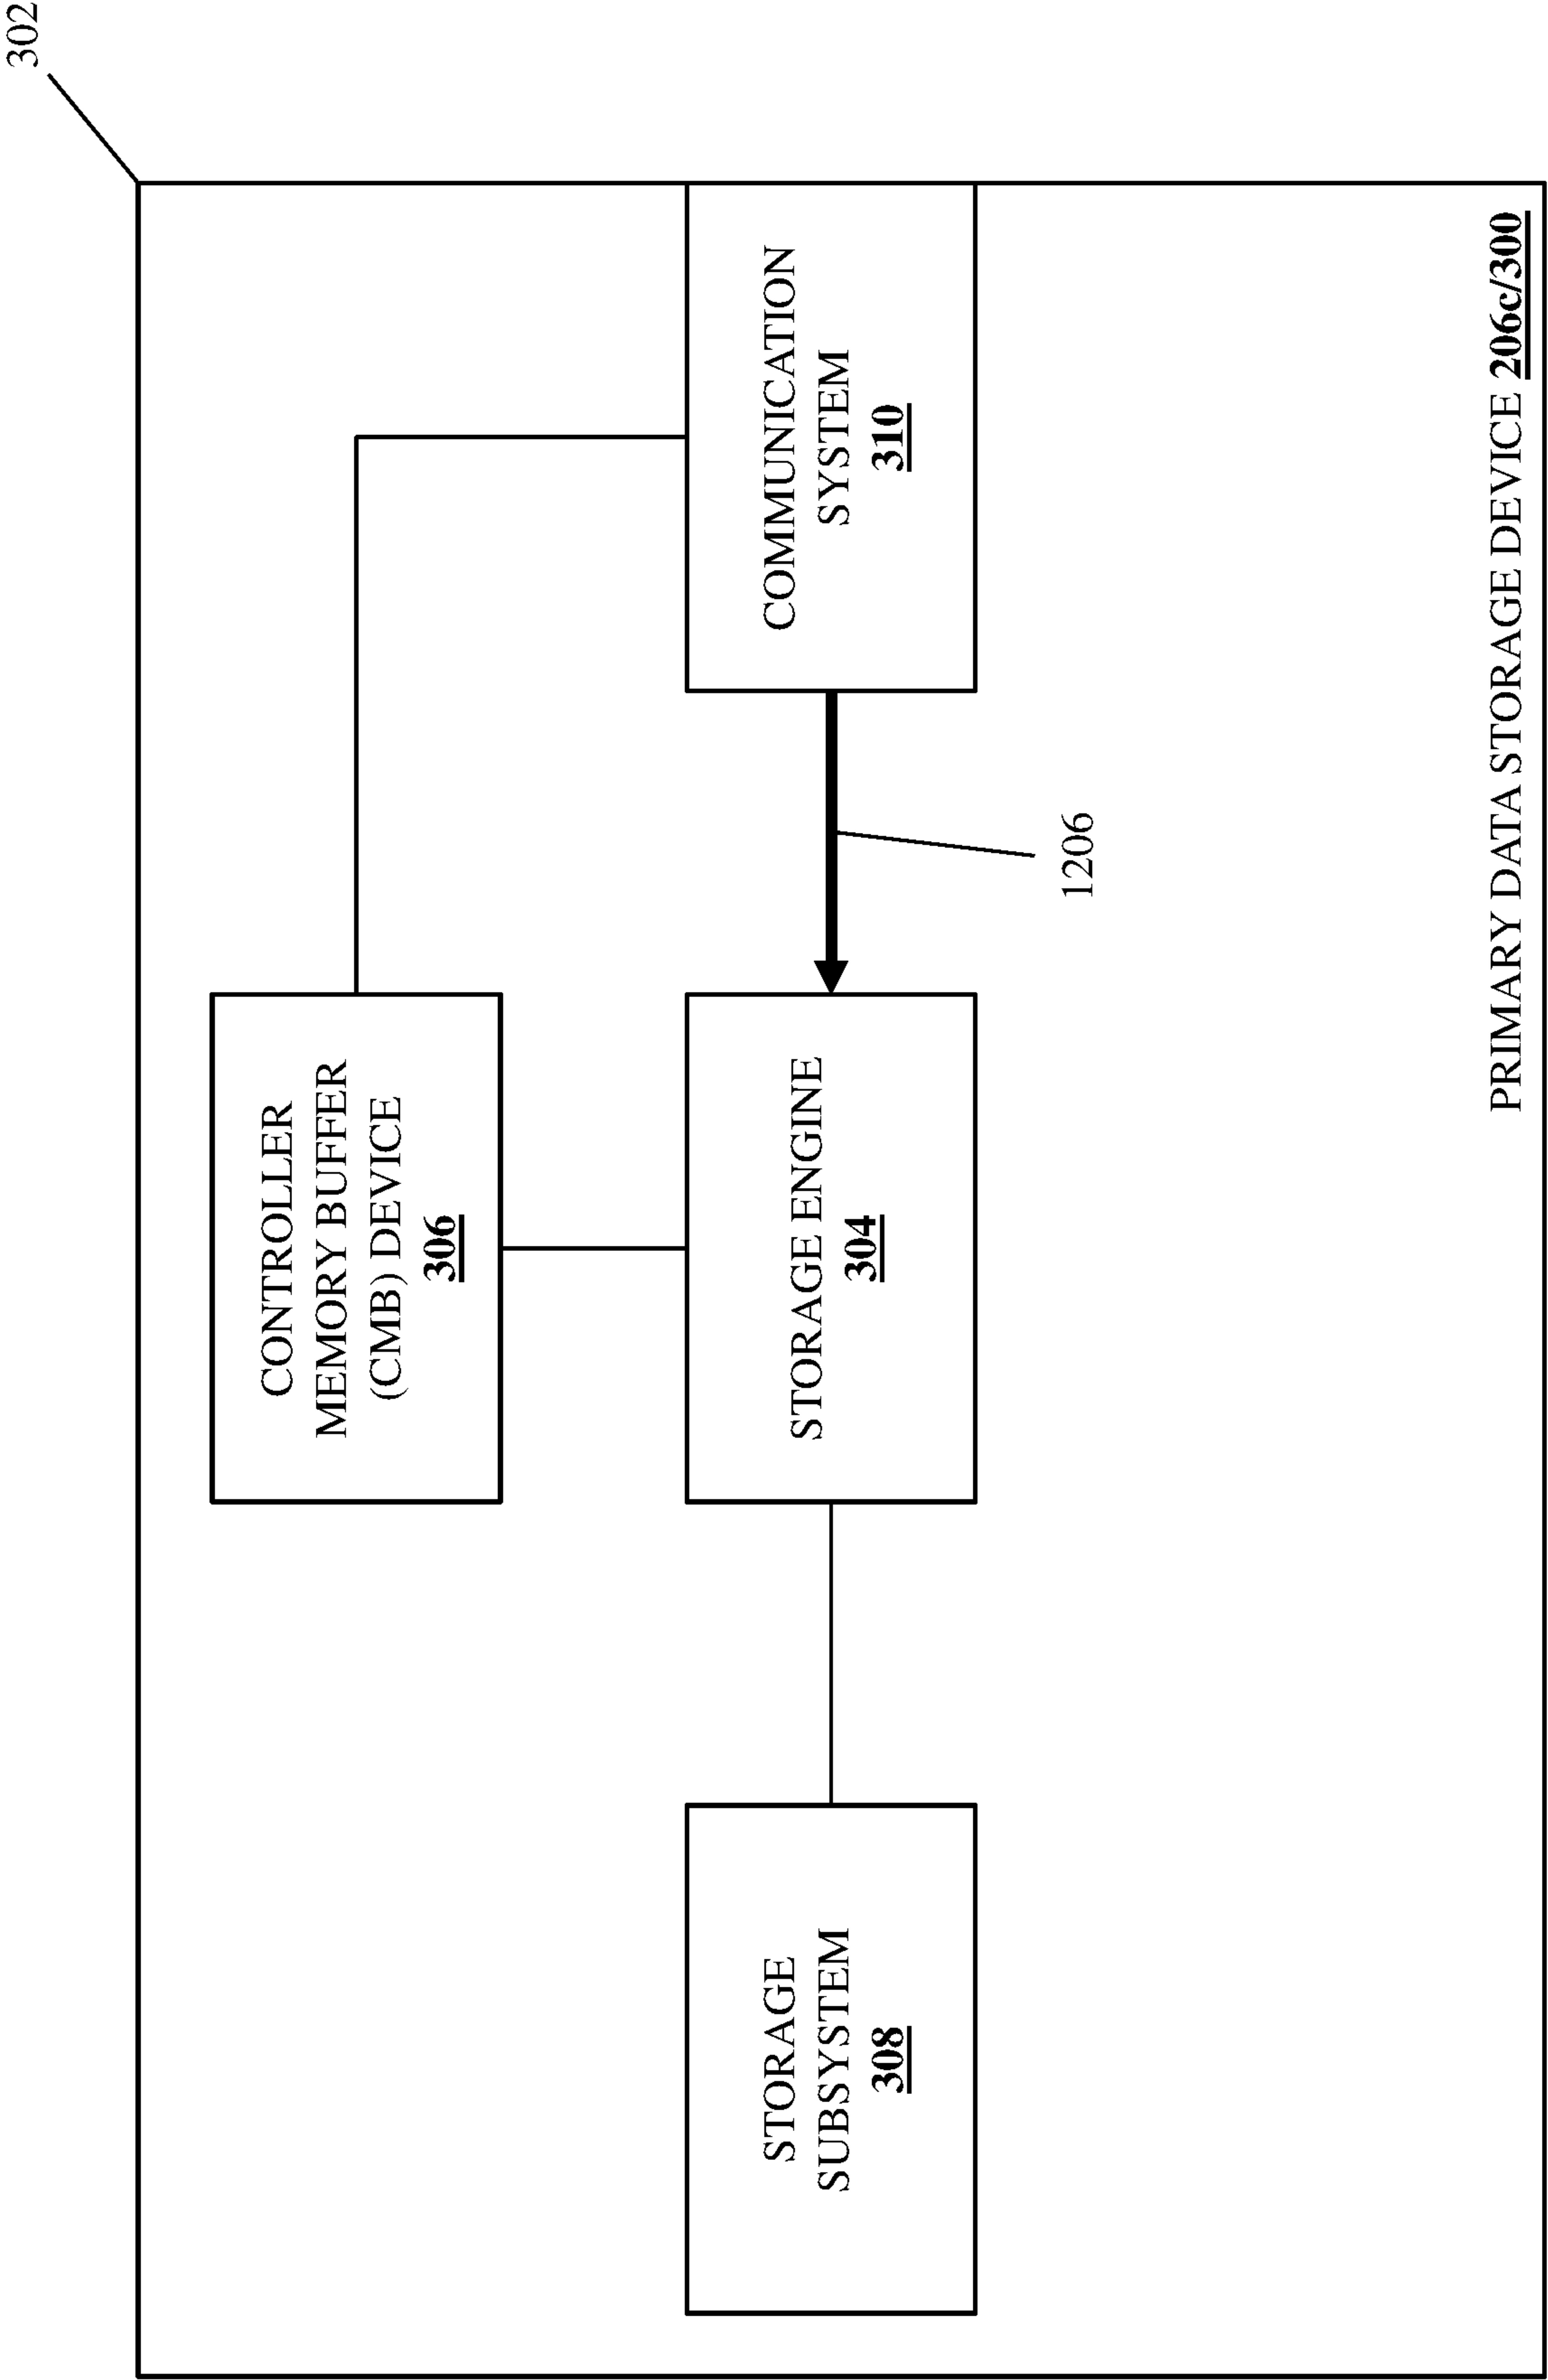 302
CONTROLLER
MEMORY BUFFER
(CMB) DEVICE
306
STORAGE
SUBSYSTEM
308
STORAGE ENGINE
304
COMMUNICATION
SYSTEM
310
1206
PRIMARY DATA STORAGE DEVICE 206c/300